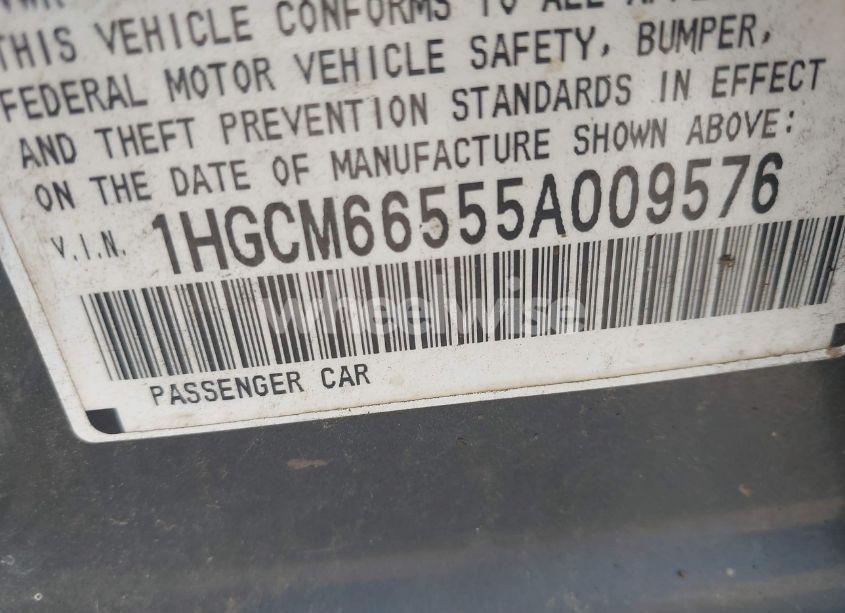 THIS VEHICLE CONFORMS TO ALL
FEDERAL MOTOR VEHICLE SAFETY, BUMPER,
AND THEFT PREVENTION STANDARDS IN EFFECT
ON THE DATE OF MANUFACTURE SHOWN ABOVE:
V.I.N. 1HGCM66555A009576
wheelwise
PASSENGER CAR